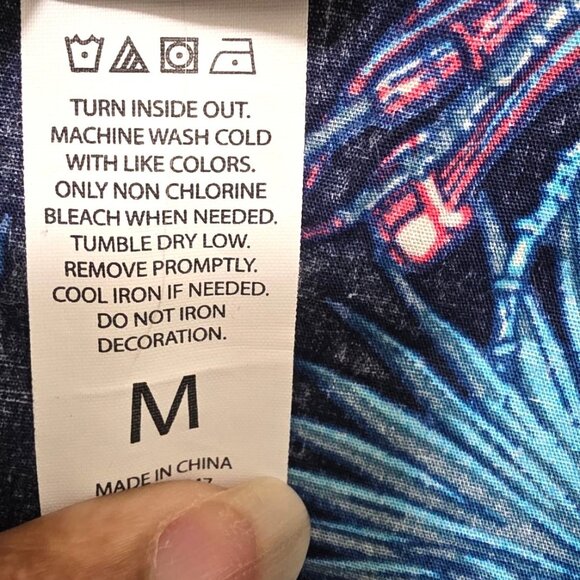 TURN INSIDE OUT.
MACHINE WASH COLD
WITH LIKE COLORS.
ONLY NON CHLORINE
BLEACH WHEN NEEDED.
TUMBLE DRY LOW.
REMOVE PROMPTLY.
COOL IRON IF NEEDED.
DO NOT IRON
DECORATION.
M
MADE IN CHINA